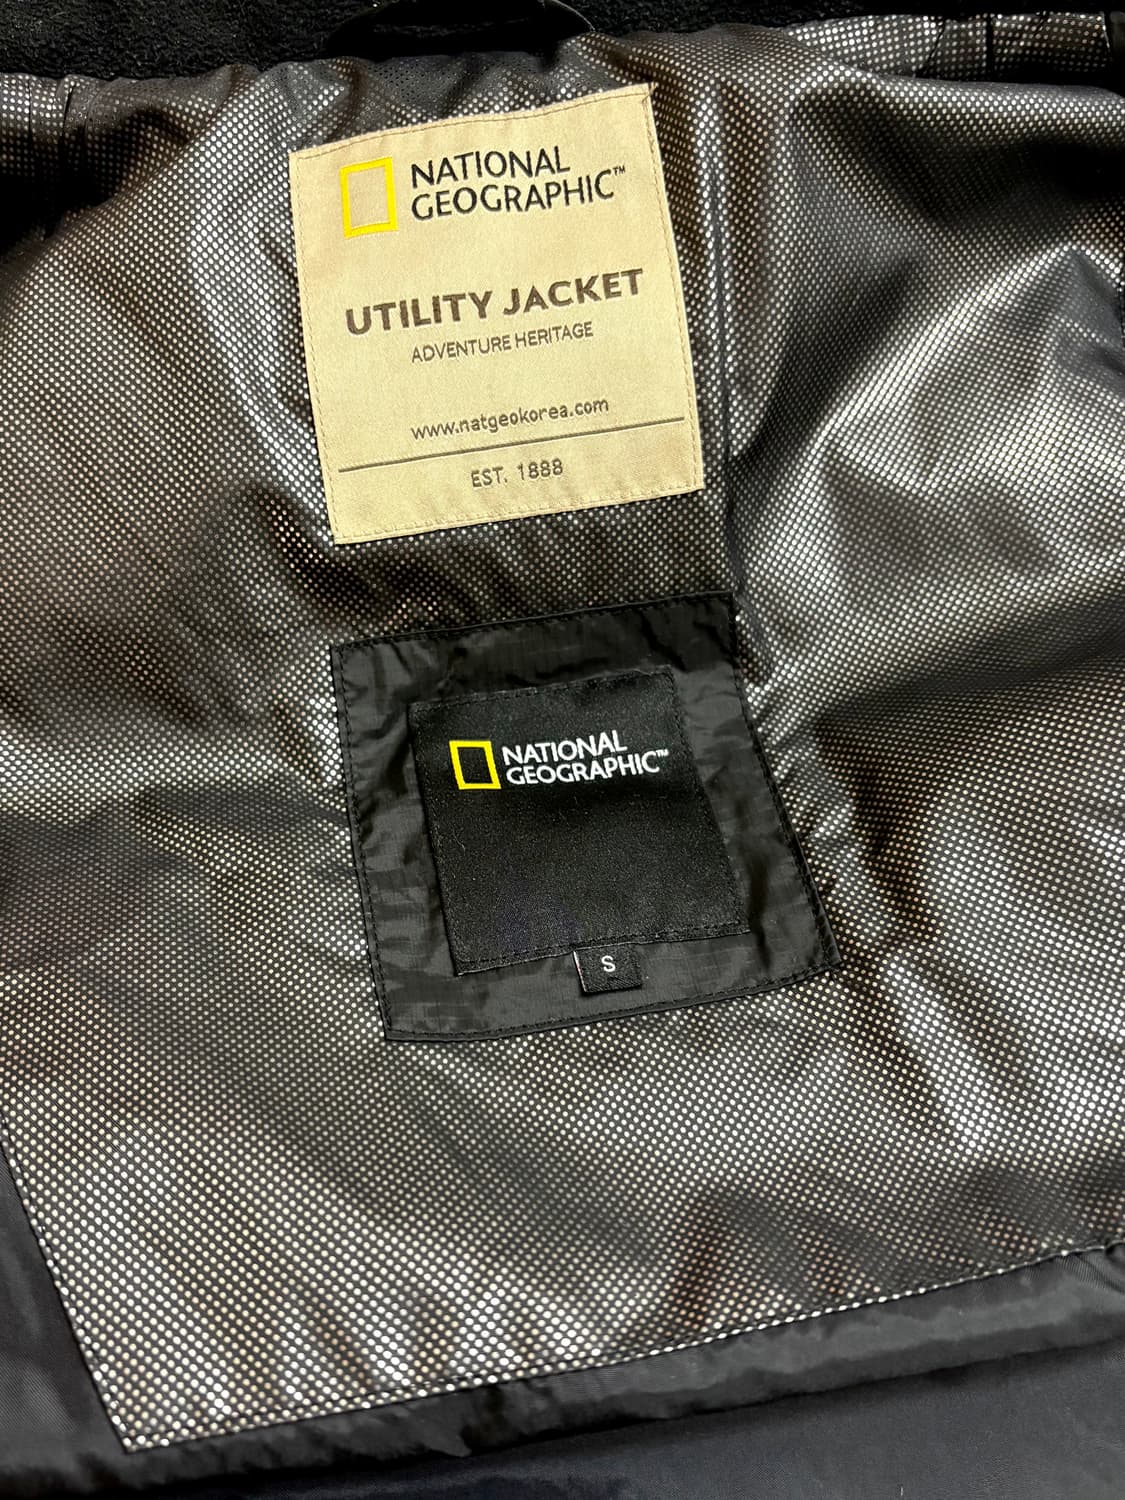 NATIONAL
GEOGRAPHIC™
UTILITY JACKET
ADVENTURE HERITAGE
www.natgeokorea.com
EST. 1888
NATIONAL
GEOGRAPHIC™
S